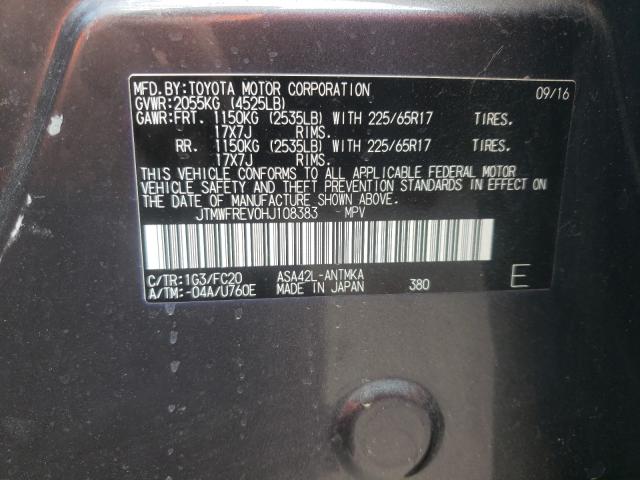 MFD.BY:TOYOTA MOTOR CORPORATION 09/16
GVWR:2055KG (4525LB)
GAWR:FRT. 1150KG (2535LB) WITH 225/65R17 TIRES.
17X7J RIMS.
RR. 1150KG (2535LB) WITH 225/65R17 TIRES.
17X7J RIMS.
THIS VEHICLE CONFORMS TO ALL APPLICABLE FEDERAL MOTOR
VEHICLE SAFETY AND THEFT PREVENTION STANDARDS IN EFFECT ON
THE DATE OF MANUFACTURE SHOWN ABOVE.
JTMWFREV0HJ108383 MPV
C/TR:1G3/FC20 ASA42L-ANTMKA
A/TM:-04A/U760E MADE IN JAPAN 380 E